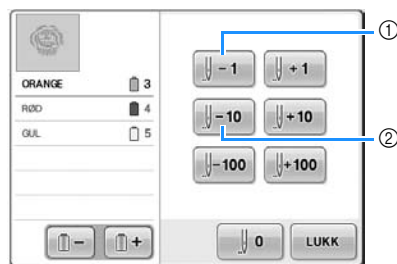 ①
- 1 + 1
ORANGE 3
RØD 4
- 10 + 10
GUL 5
②
-100 +100
- +
0 LUKK